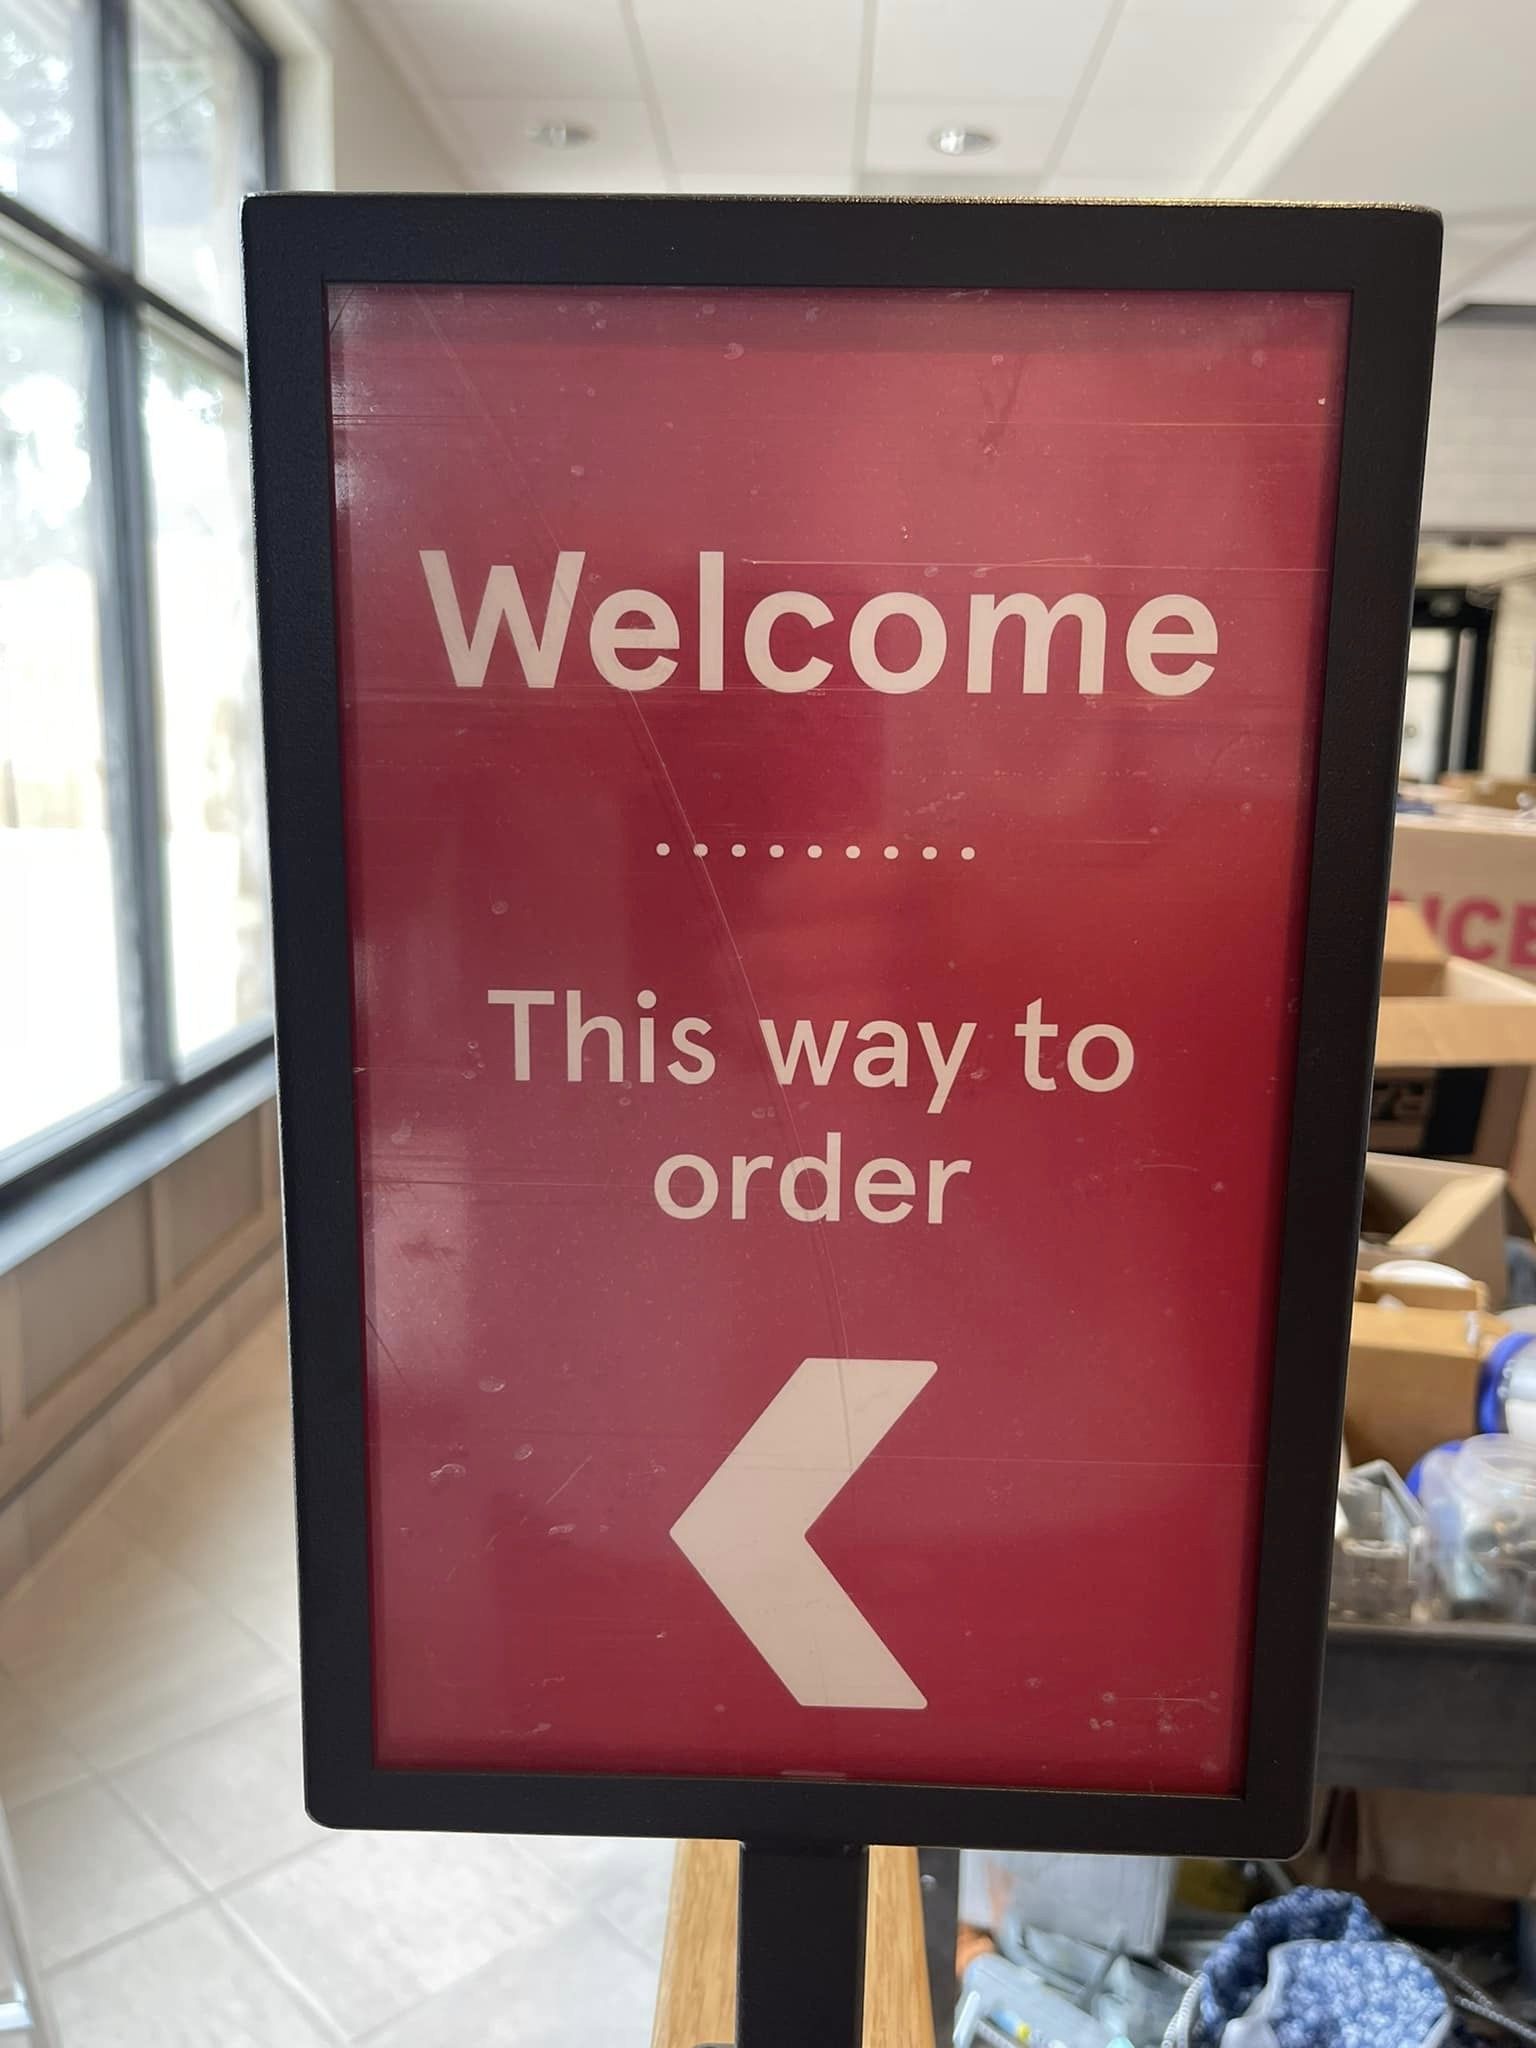 Welcome
This way to
order